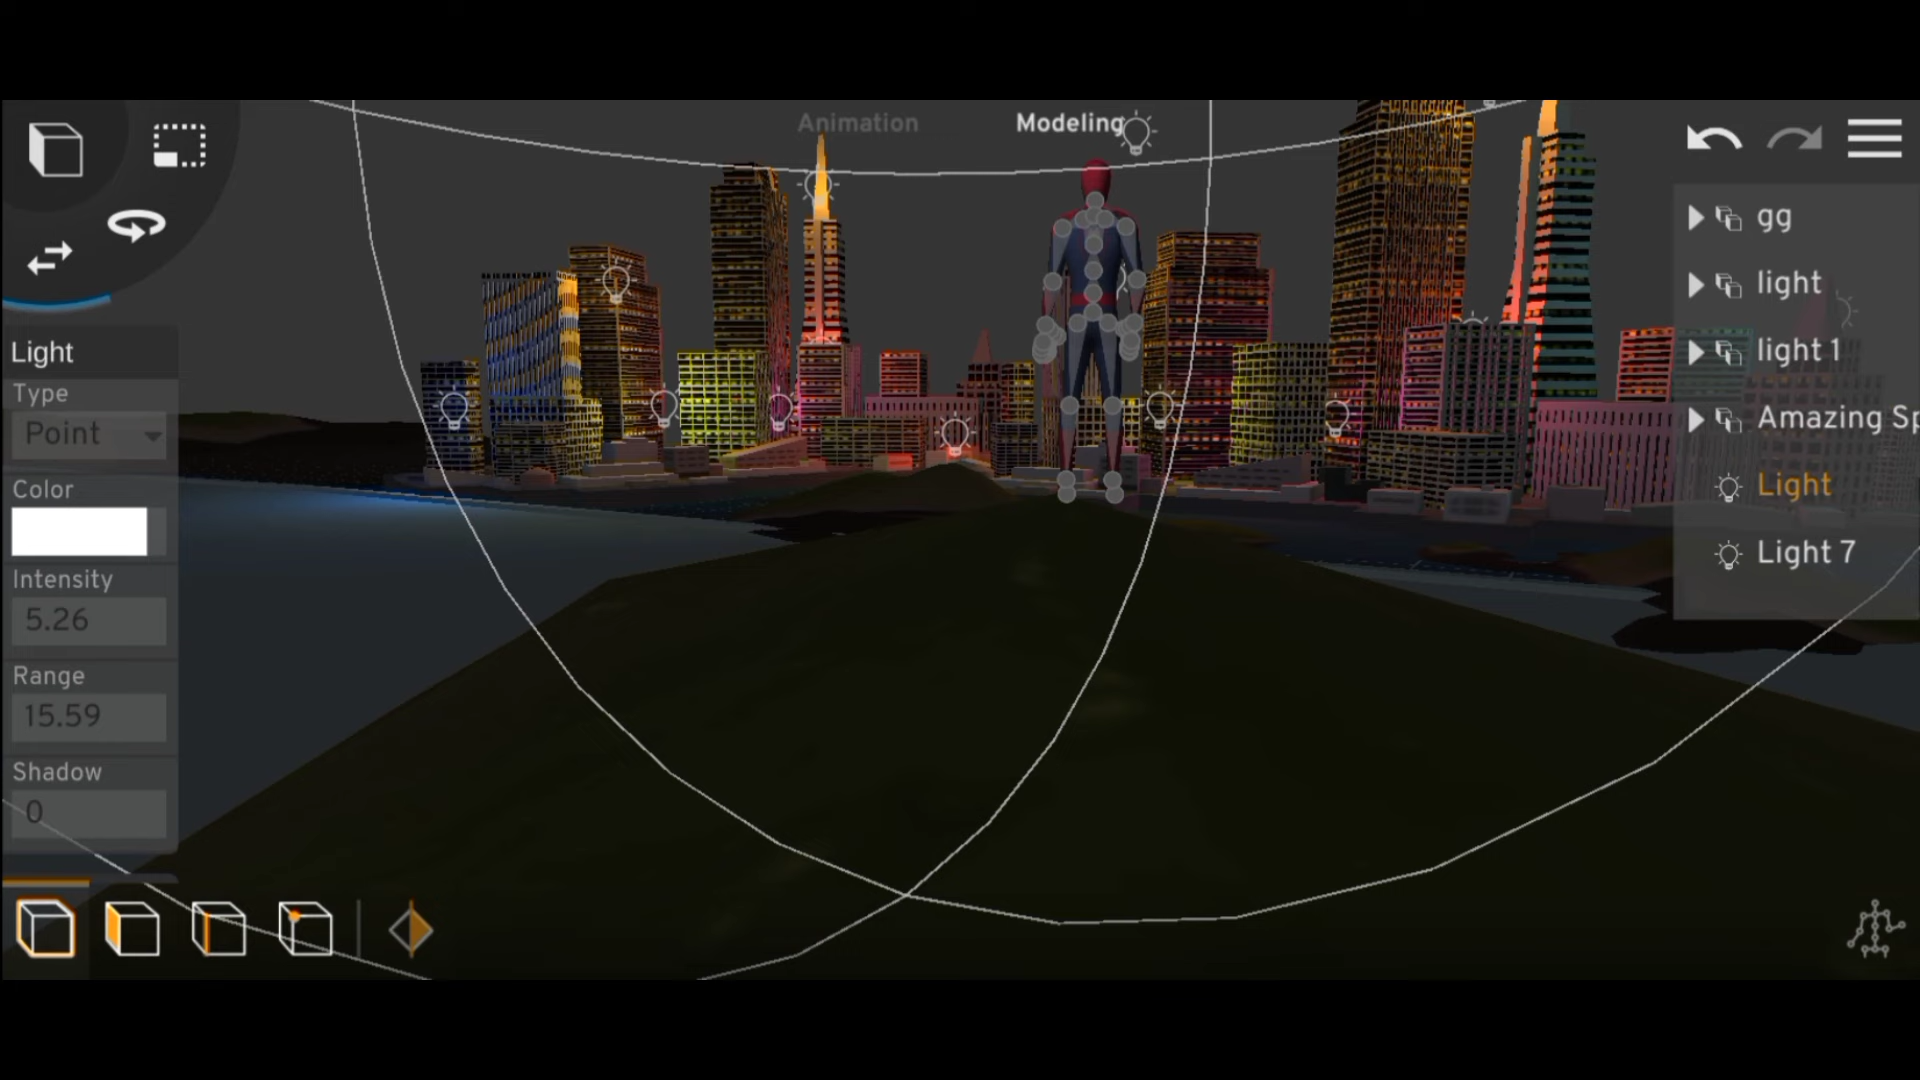 Animation
Modeling
Light
Type
Point
Color
Intensity
5.26
Range
15.59
Shadow
0
gg
light
light 1
Amazing Sp
Light
Light 7